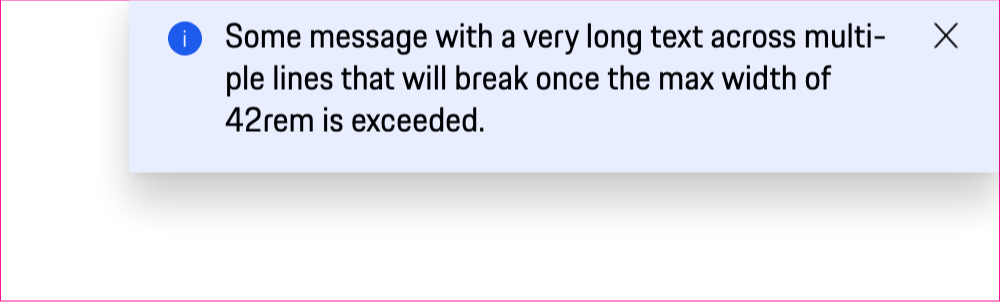 Some message with a very long text across multi-
ple lines that will break once the max width of
42rem is exceeded.